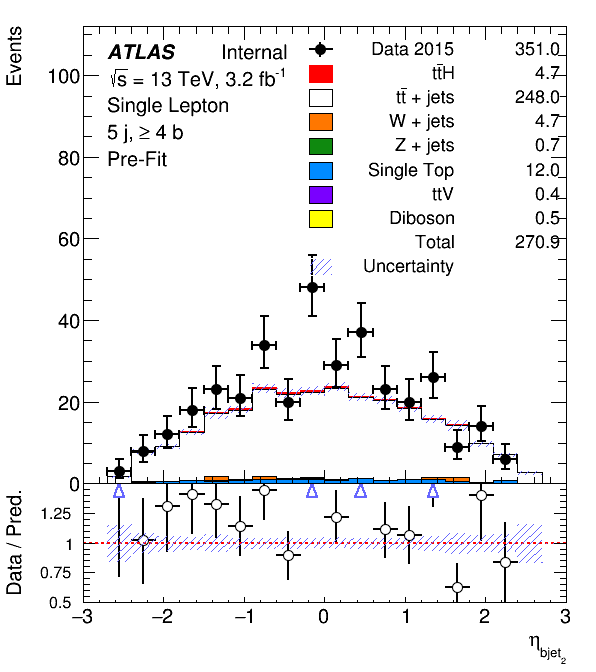 Events
ATLAS Internal
√s = 13 TeV, 3.2 fb⁻¹
Single Lepton
5 j, ≥ 4 b
Pre-Fit
Data 2015 351.0
tt̄H 4.7
tt̄ + jets 248.0
W + jets 4.7
Z + jets 0.7
Single Top 12.0
ttV 0.4
Diboson 0.5
Total 270.9
Uncertainty
100
80
60
40
20
0
Data / Pred.
1.25
1
0.75
0.5
−3 −2 −1 0 1 2 3
η_bjet₂